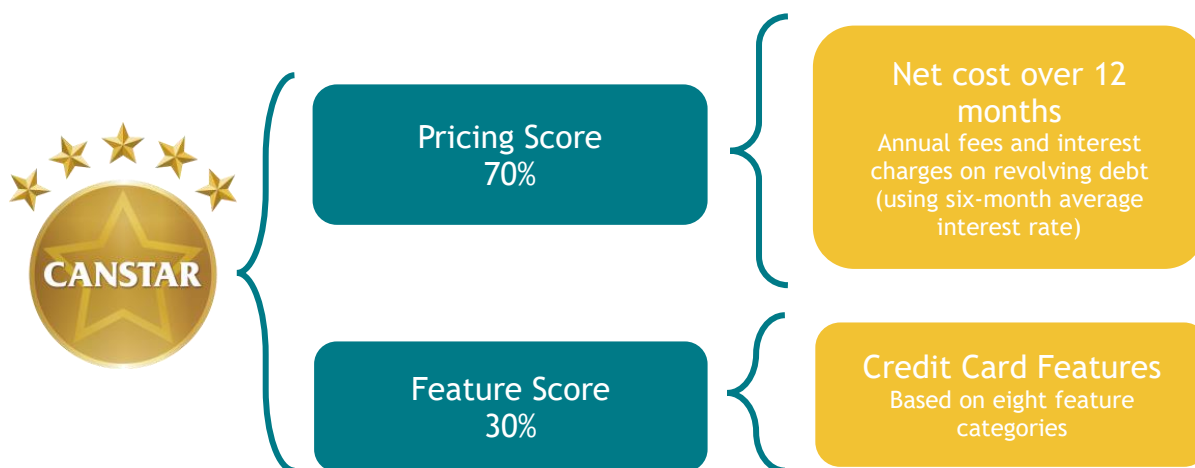 CANSTAR
Pricing Score
70%
Net cost over 12
months
Annual fees and interest
charges on revolving debt
(using six-month average
interest rate)
Feature Score
30%
Credit Card Features
Based on eight feature
categories